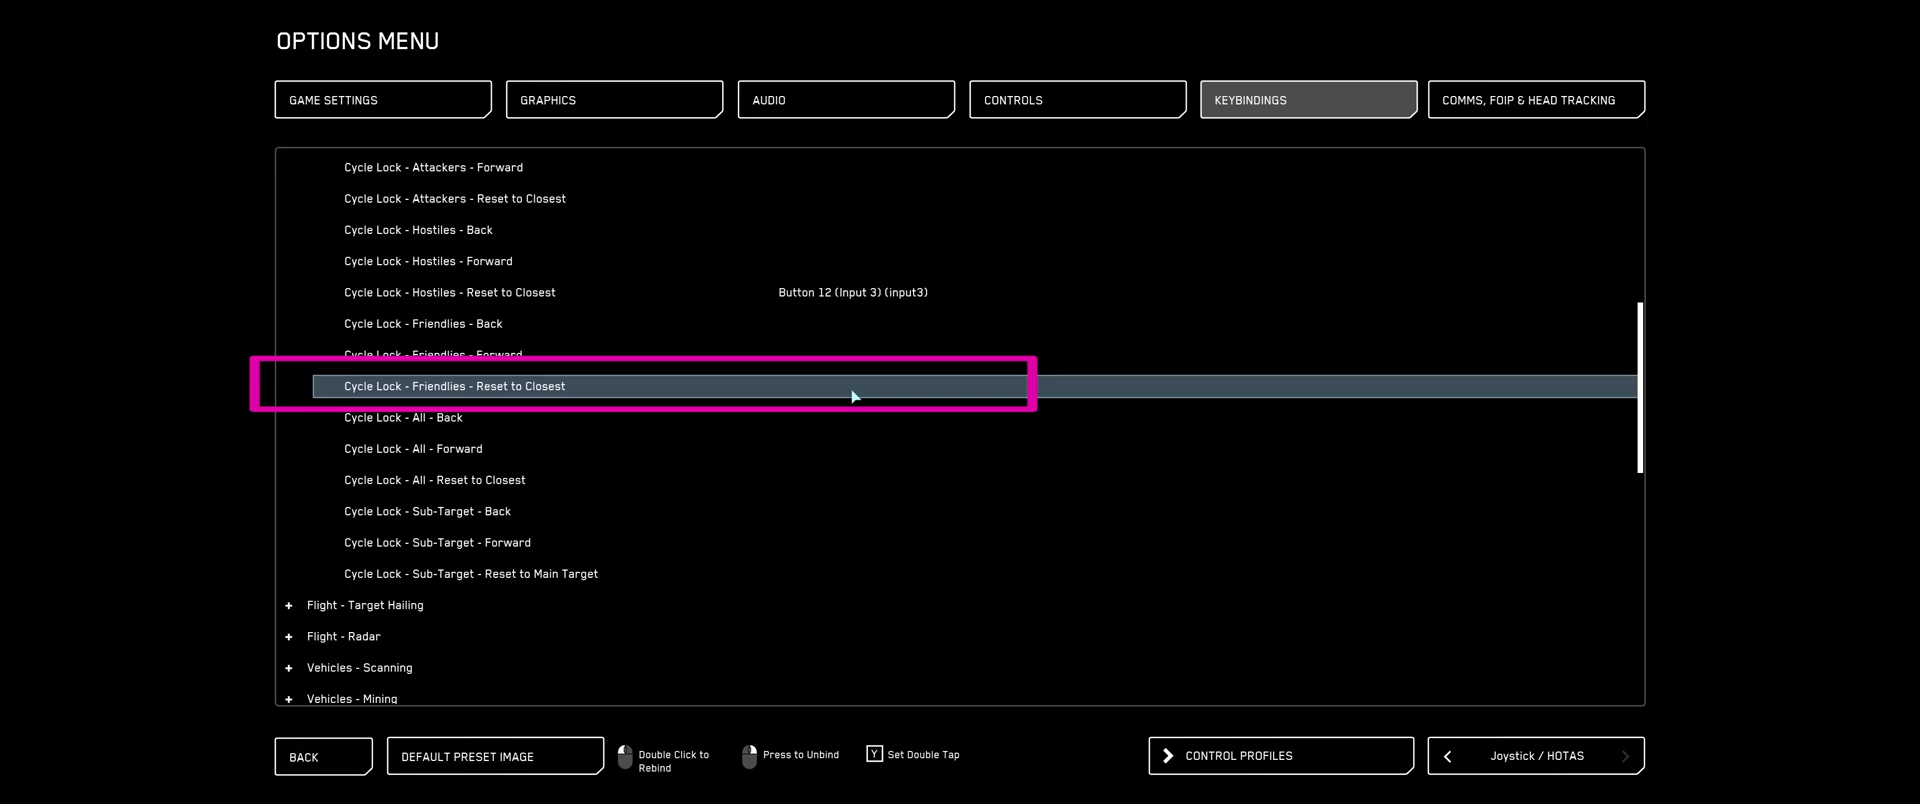 OPTIONS MENU
GAME SETTINGS
GRAPHICS
AUDIO
CONTROLS
KEYBINDINGS
COMMS, FOIP & HEAD TRACKING
Cycle Lock - Attackers - Forward
Cycle Lock - Attackers - Reset to Closest
Cycle Lock - Hostiles - Back
Cycle Lock - Hostiles - Forward
Cycle Lock - Hostiles - Reset to Closest
Button 12 (Input 3) (input3)
Cycle Lock - Friendlies - Back
Cycle Lock - Friendlies - Forward
Cycle Lock - Friendlies - Reset to Closest
Cycle Lock - All - Back
Cycle Lock - All - Forward
Cycle Lock - All - Reset to Closest
Cycle Lock - Sub-Target - Back
Cycle Lock - Sub-Target - Forward
Cycle Lock - Sub-Target - Reset to Main Target
+ Flight - Target Hailing
+ Flight - Radar
+ Vehicles - Scanning
+ Vehicles - Mining
BACK
DEFAULT PRESET IMAGE
Double Click to
Rebind
Press to Unbind
Y Set Double Tap
CONTROL PROFILES
Joystick / HOTAS